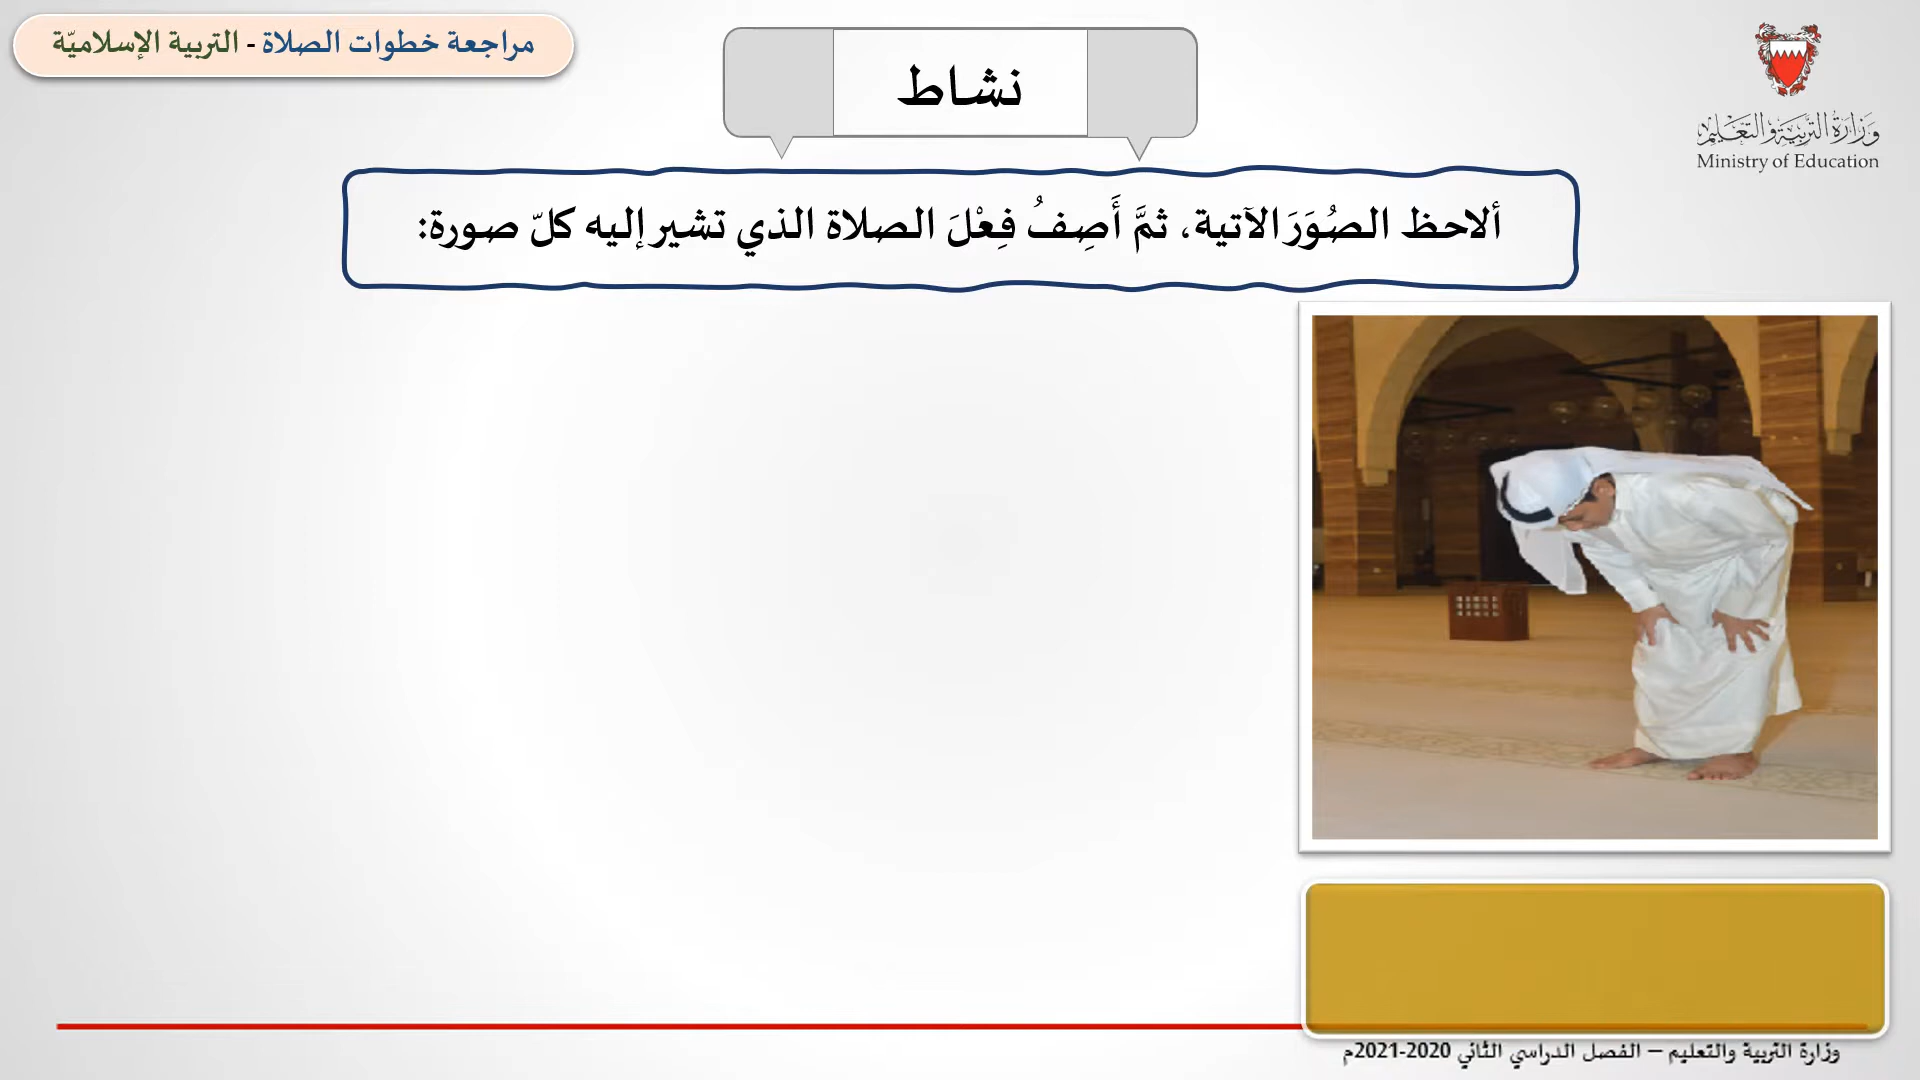 مراجعة خطوات الصلاة - التربية الإسلاميّة
نشاط
وزارة التربية والتعليم
Ministry of Education
ألاحظ الصُوَرَ الآتية، ثمَّ أَصِفُ فِعْلَ الصلاة الذي تشير إليه كلّ صورة:
وزارة التربية والتعليم – الفصل الدراسي الثاني 2020-2021م